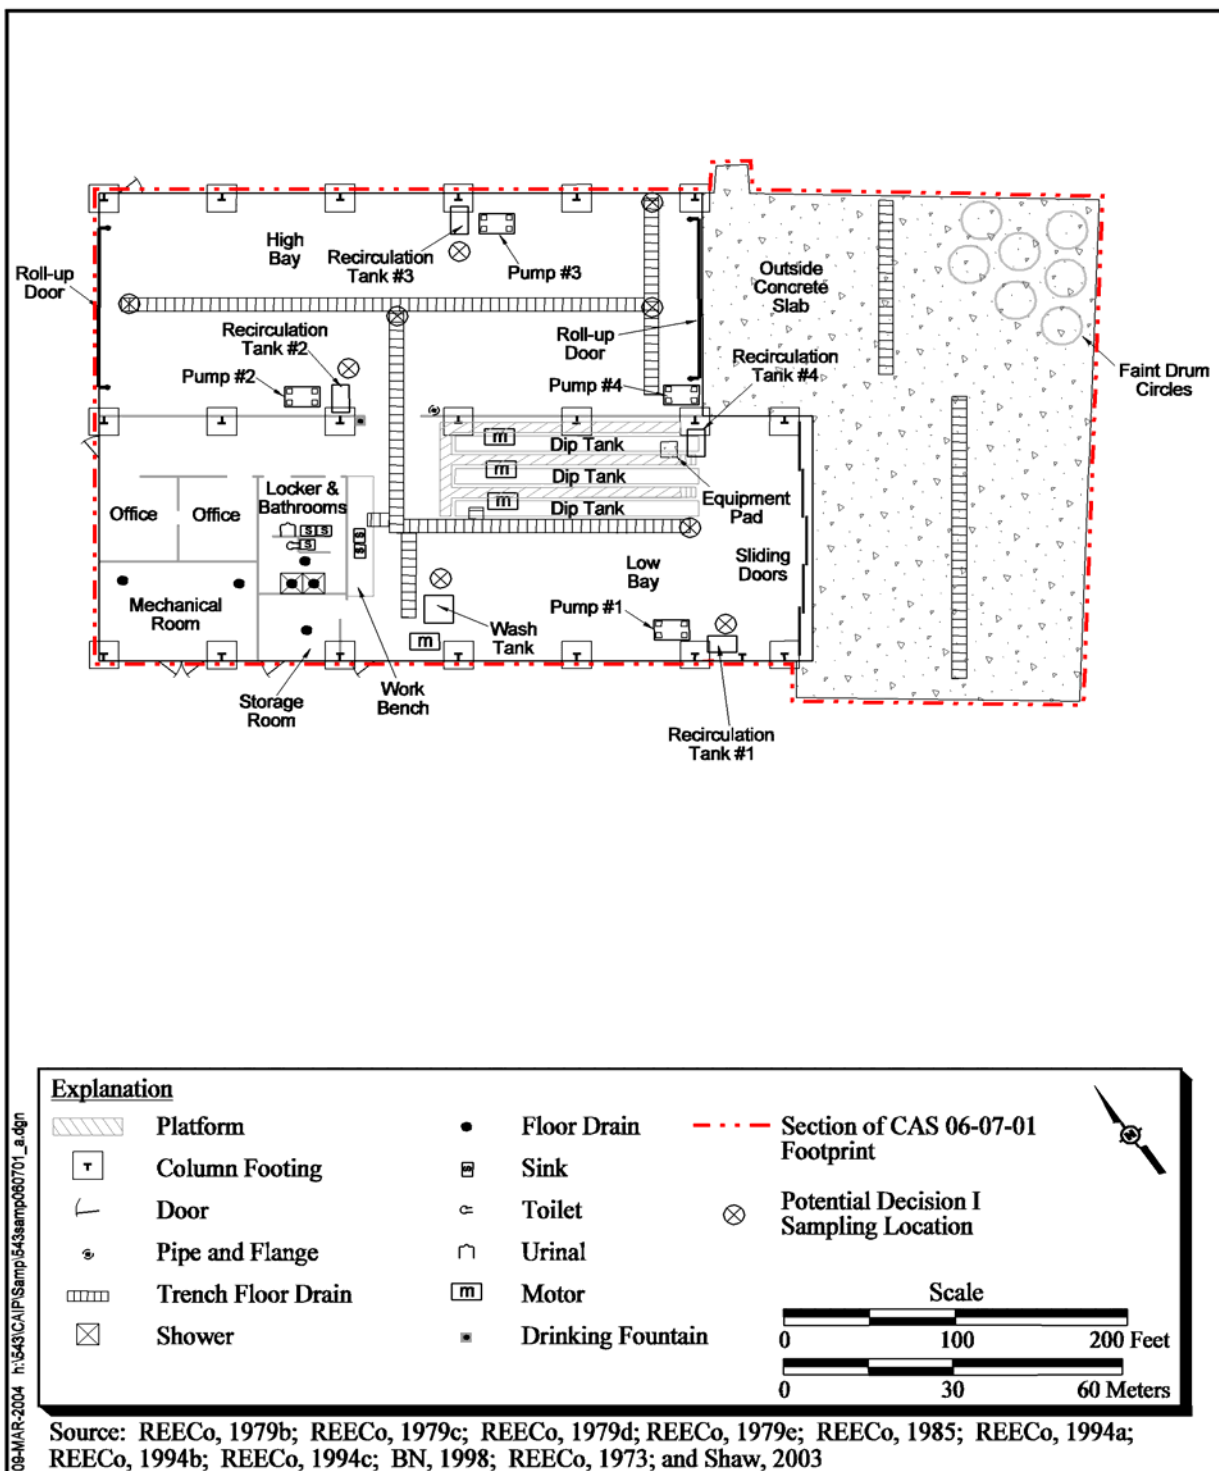 High
Bay
Recirculation
Tank #3
Pump #3
Roll-up
Door
Recirculation
Tank #2
Pump #2
Outside
Concrete
Slab
Roll-up
Door
Recirculation
Tank #4
Pump #4
Faint Drum
Circles
m
Dip Tank
m
Dip Tank
m
Dip Tank
Equipment
Pad
Office
Office
Locker &
Bathrooms
S S
S
S
S
Mechanical
Room
Low
Bay
Sliding
Doors
Pump #1
Wash
Tank
m
Storage
Room
Work
Bench
Recirculation
Tank #1
Explanation
Platform
Column Footing
Door
Pipe and Flange
Trench Floor Drain
Shower
Floor Drain
S Sink
Toilet
Urinal
m Motor
Drinking Fountain
Section of CAS 06-07-01
Footprint
Potential Decision I
Sampling Location
N
Scale
0 100 200 Feet
0 30 60 Meters
09-MAR-2004 h:\543\CAIP\Samp\543samp060701_a.dgn
Source: REECo, 1979b; REECo, 1979c; REECo, 1979d; REECo, 1979e; REECo, 1985; REECo, 1994a;
REECo, 1994b; REECo, 1994c; BN, 1998; REECo, 1973; and Shaw, 2003